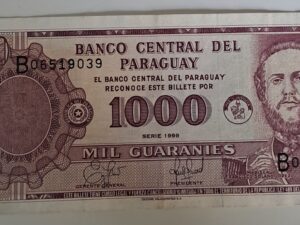 BANCO CENTRAL DEL
PARAGUAY
B06519039
EL BANCO CENTRAL DEL PARAGUAY
RECONOCE ESTE BILLETE POR
1000
SERIE 1998
MIL GUARANIES
B0
GERENTE GENERAL
PRESIDENTE